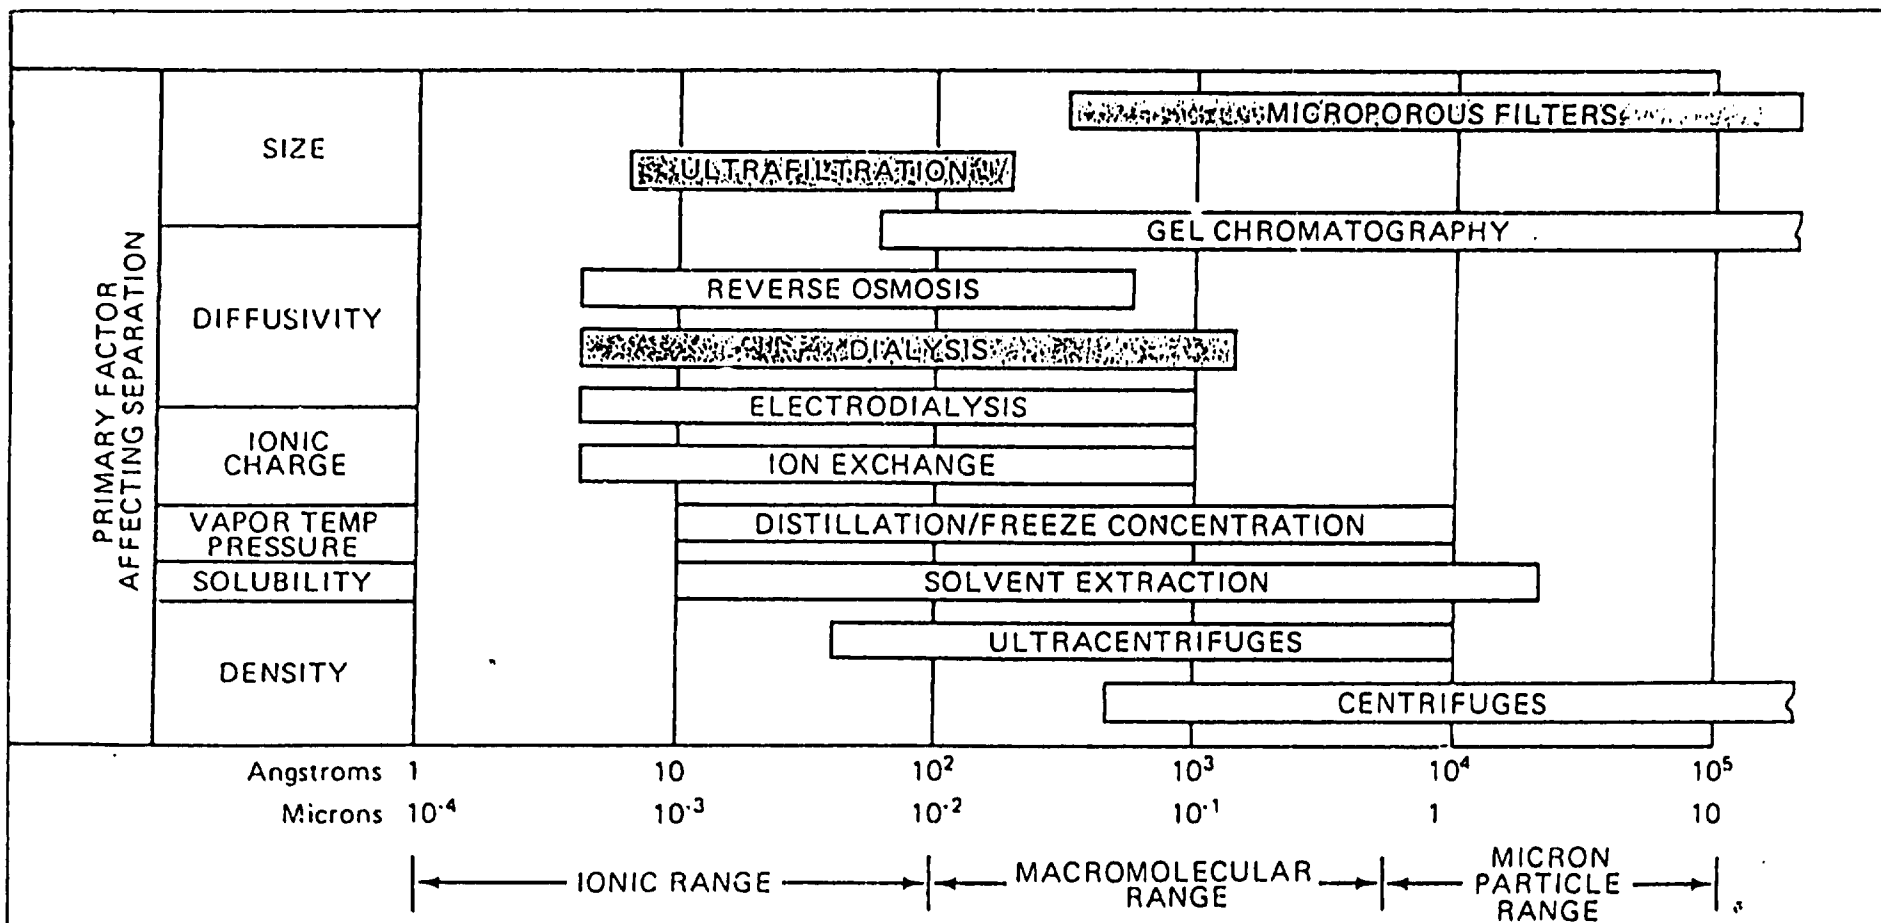 PRIMARY FACTOR
AFFECTING SEPARATION
SIZE
DIFFUSIVITY
IONIC
CHARGE
VAPOR TEMP
PRESSURE
SOLUBILITY
DENSITY
MICROPOROUS FILTERS
ULTRAFILTRATION
GEL CHROMATOGRAPHY
REVERSE OSMOSIS
DIALYSIS
ELECTRODIALYSIS
ION EXCHANGE
DISTILLATION/FREEZE CONCENTRATION
SOLVENT EXTRACTION
ULTRACENTRIFUGES
CENTRIFUGES
Angstroms 1 10 10² 10³ 10⁴ 10⁵
Microns 10⁻⁴ 10⁻³ 10⁻² 10⁻¹ 1 10
IONIC RANGE
MACROMOLECULAR
RANGE
MICRON
PARTICLE
RANGE